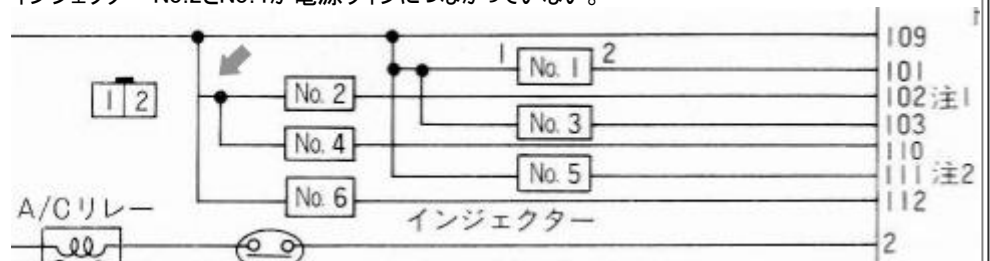 インジェクター No.2とNo.4が 電源ラインにつながっていない。
109
1 No. 1 2 101
1 2 No. 2 102 注1
No. 3 103
No. 4 110
No. 5 111 注2
No. 6 112
A/Cリレー インジェクター
2